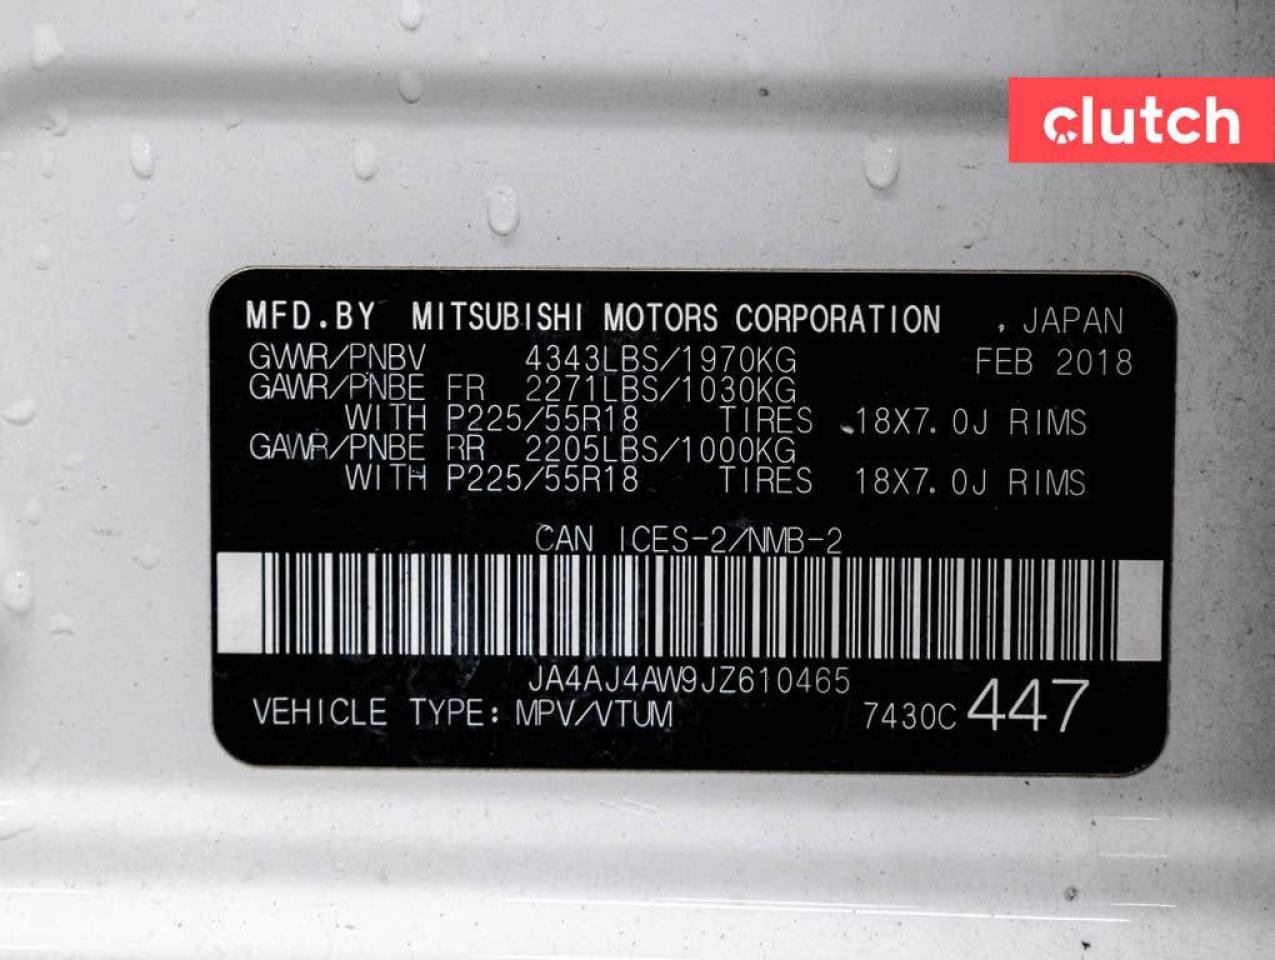 clutch
MFD.BY MITSUBISHI MOTORS CORPORATION , JAPAN
GVWR/PNBV 4343LBS/1970KG FEB 2018
GAWR/PNBE FR 2271LBS/1030KG
WITH P225/55R18 TIRES 18X7.0J RIMS
GAWR/PNBE RR 2205LBS/1000KG
WITH P225/55R18 TIRES 18X7.0J RIMS
CAN ICES-2/NMB-2
JA4AJ4AW9JZ610465
VEHICLE TYPE: MPV/VTUM 7430C 447